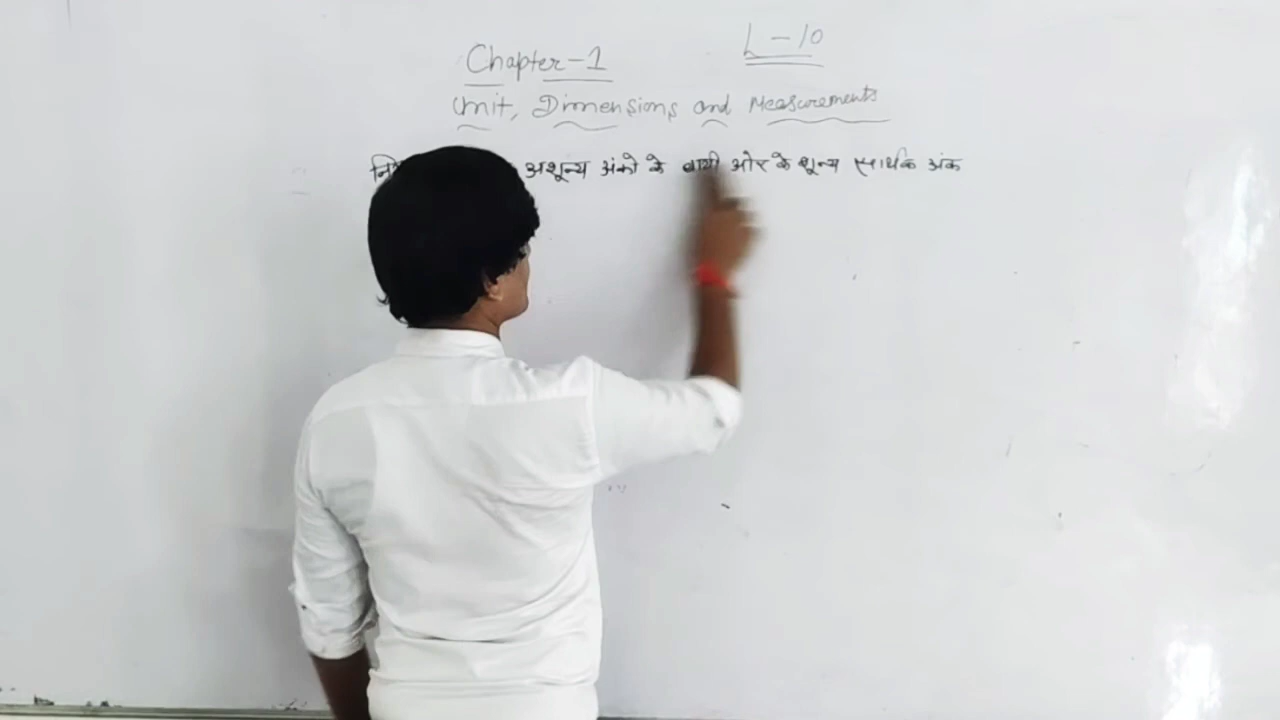 L-10
Chapter-1
Unit, Dimensions and Measurements
अशून्य अंको के बायी ओर के शून्य सार्थक अंक